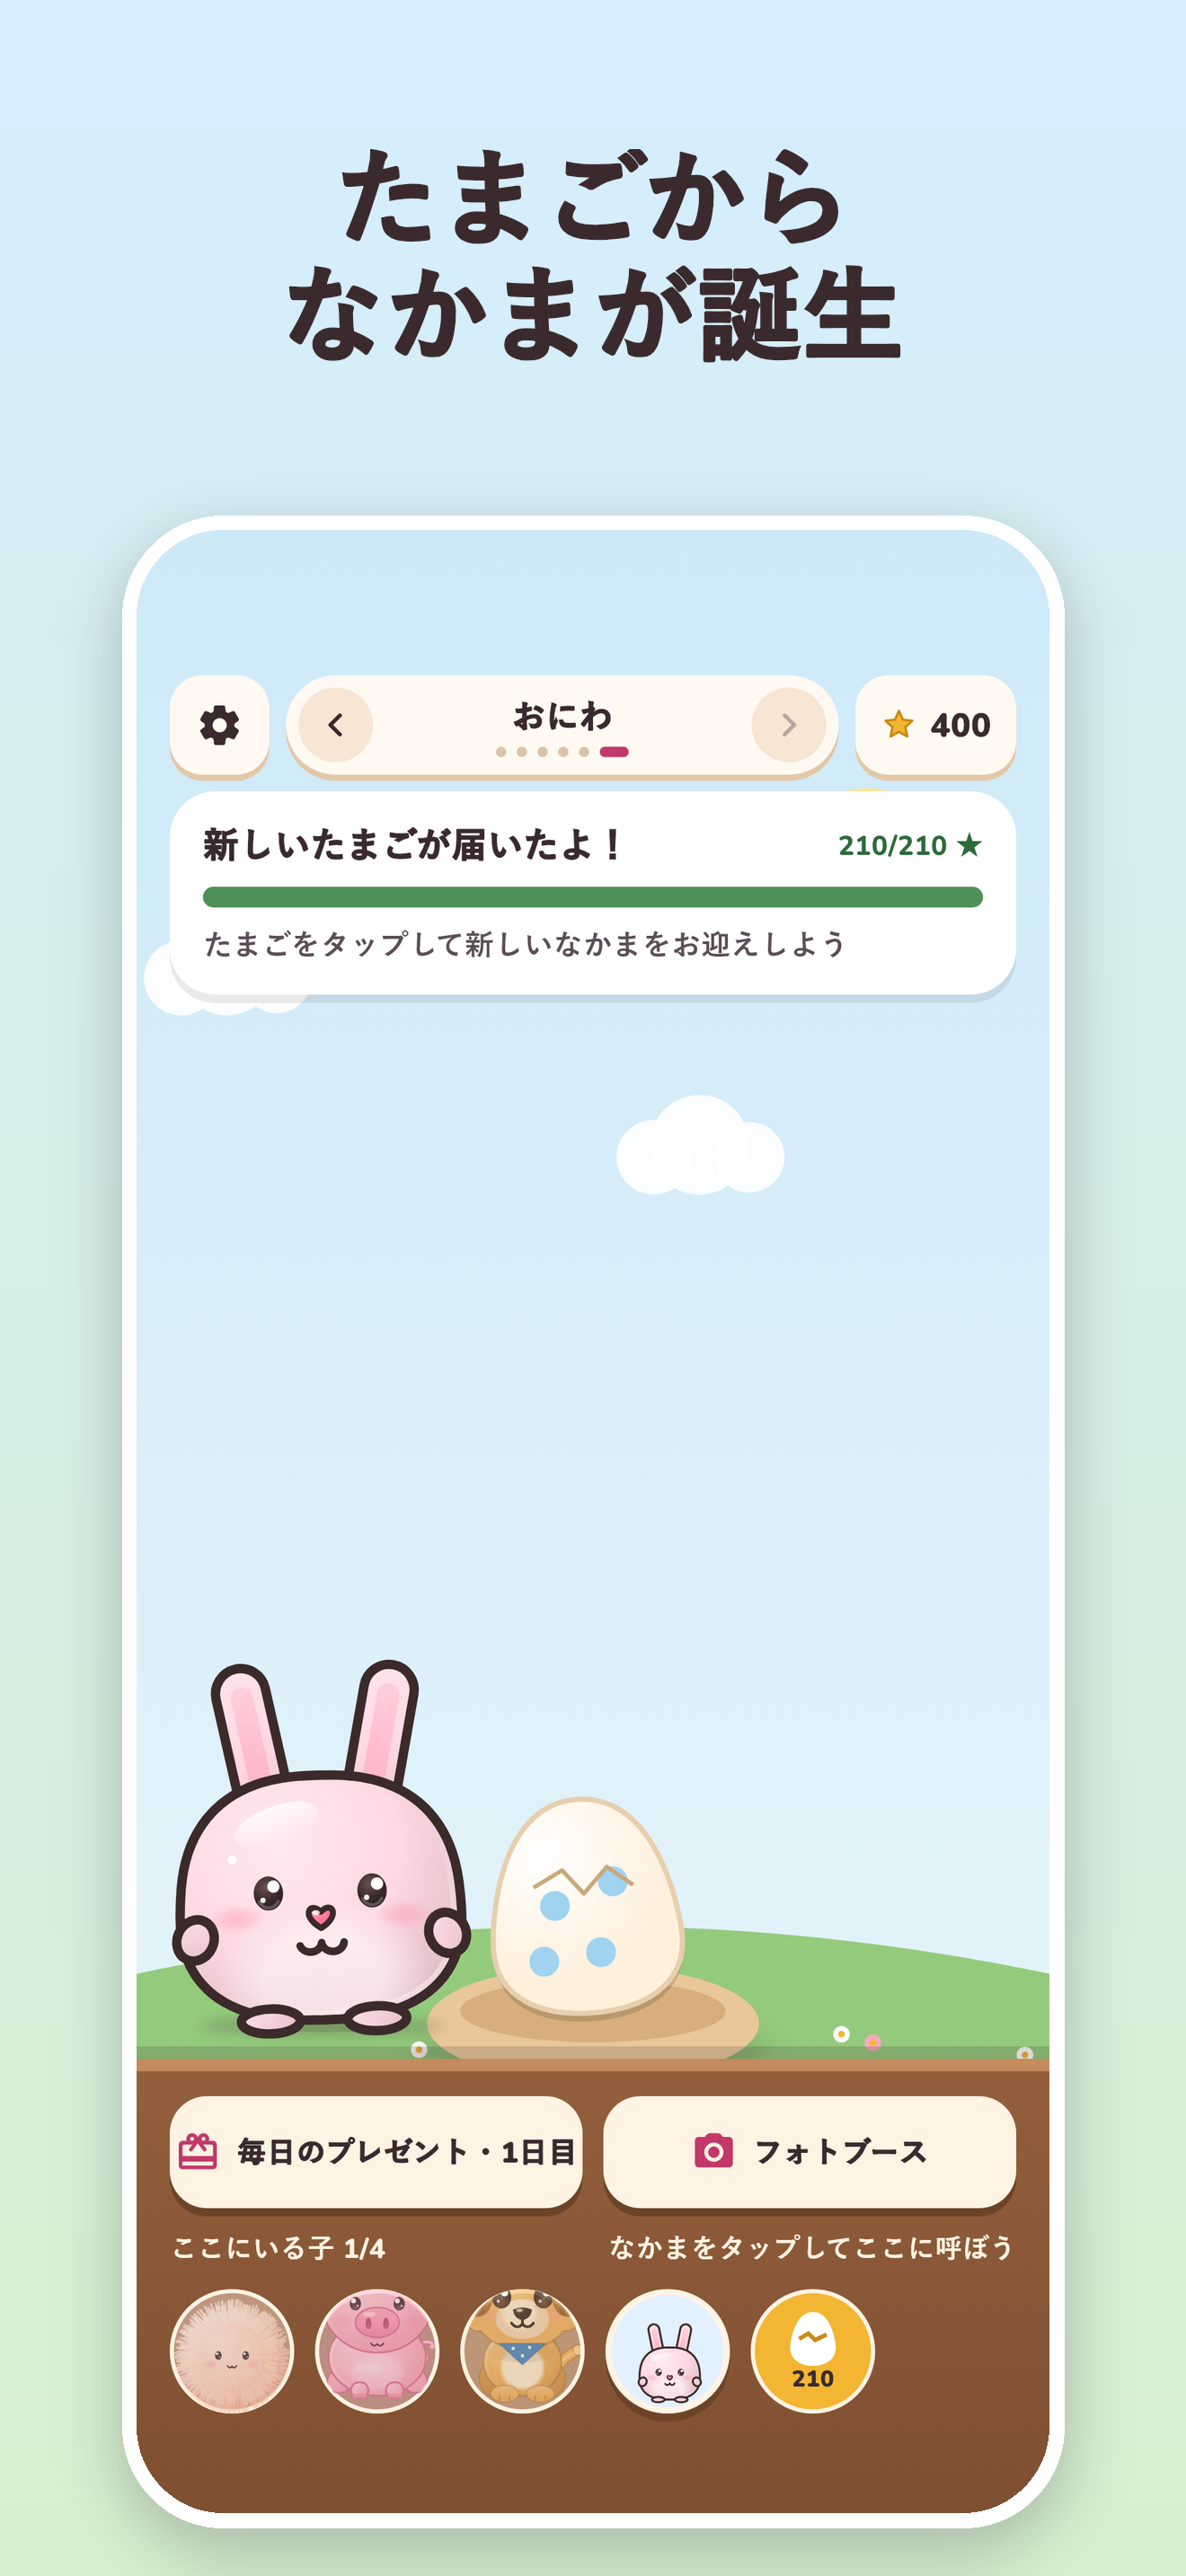 たまごから
なかまが誕生
おにわ
400
新しいたまごが届いたよ！
210/210 ★
たまごをタップして新しいなかまをお迎えしよう
毎日のプレゼント・1日目
フォトブース
ここにいる子 1/4
なかまをタップしてここに呼ぼう
210